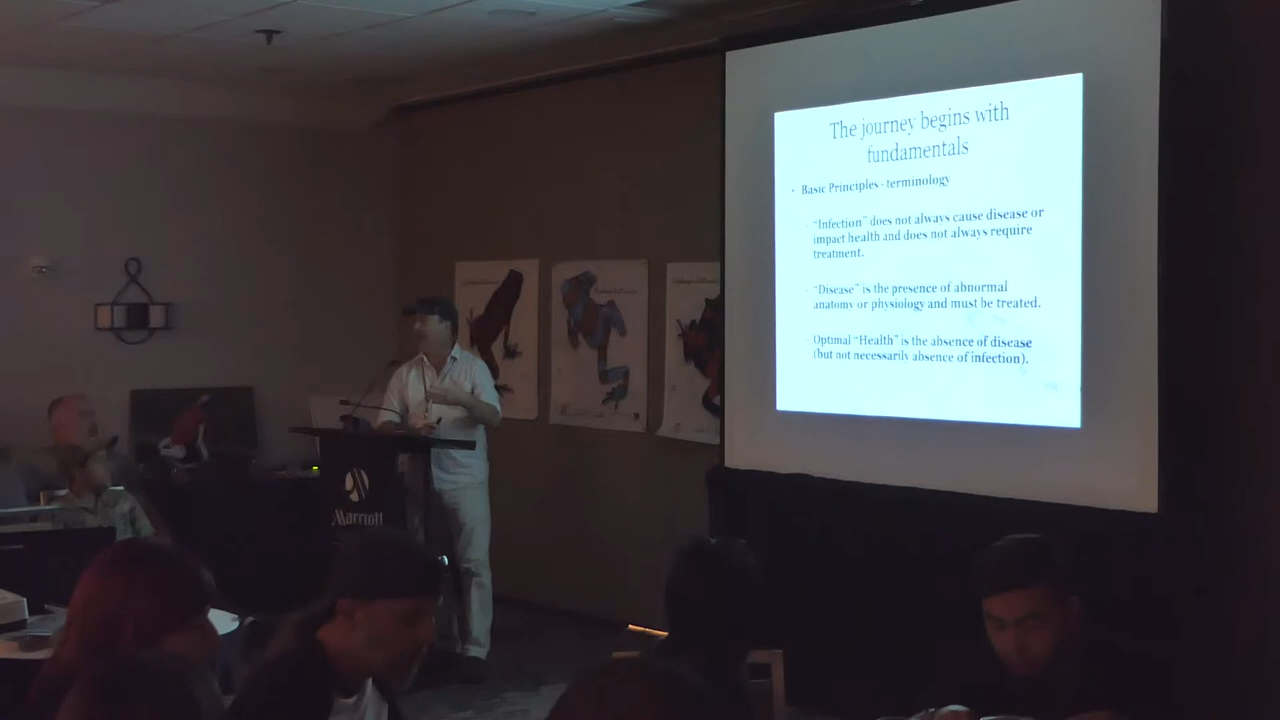 The journey begins with
fundamentals
• Basic Principles - terminology
- "Infection" does not always cause disease or
impact health and does not always require
treatment.
- "Disease" is the presence of abnormal
anatomy or physiology and must be treated.
- Optimal "Health" is the absence of disease
(but not necessarily absence of infection).
Marriott